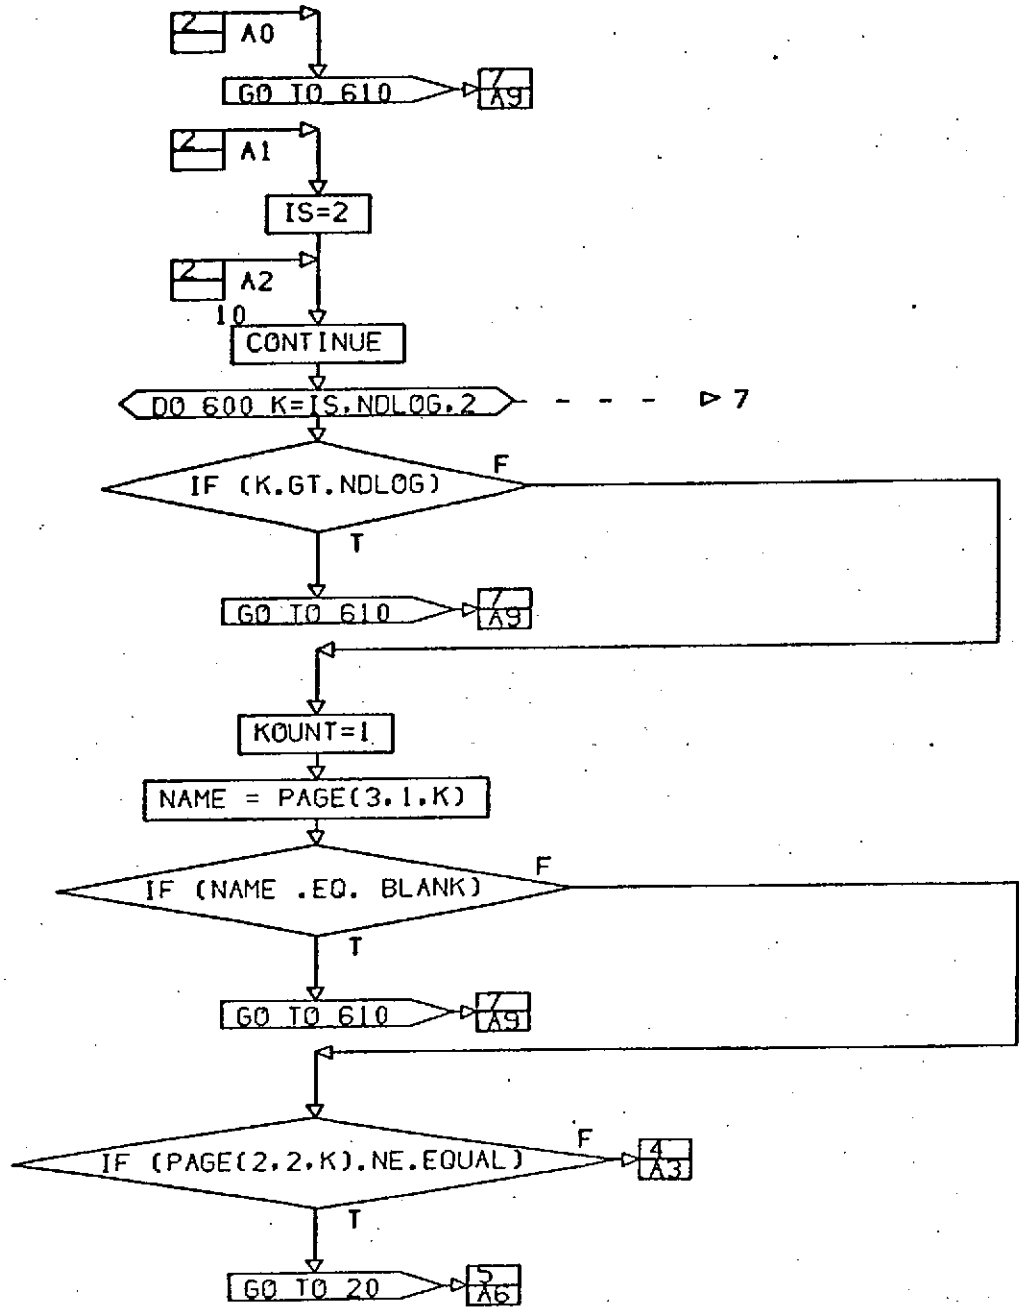 2
A0
GO TO 610
7
A9
2
A1
IS=2
2
A2
10
CONTINUE
DO 600 K=IS,NDLOG,2
7
IF (K.GT.NDLOG)
F
T
GO TO 610
7
A9
KOUNT=1
NAME = PAGE(3,1,K)
IF (NAME .EQ. BLANK)
F
T
GO TO 610
7
A9
IF (PAGE(2,2,K).NE.EQUAL)
F
4
A3
T
GO TO 20
5
A6